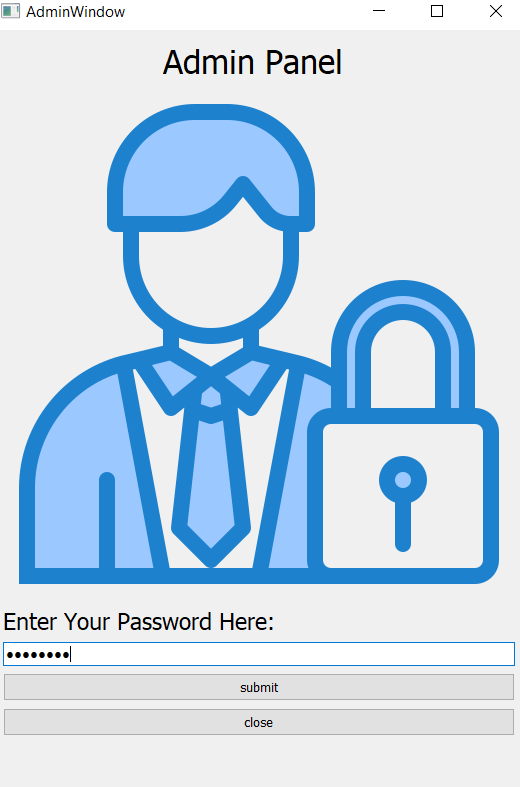 AdminWindow
Admin Panel
Enter Your Password Here:
••••••••
submit
close